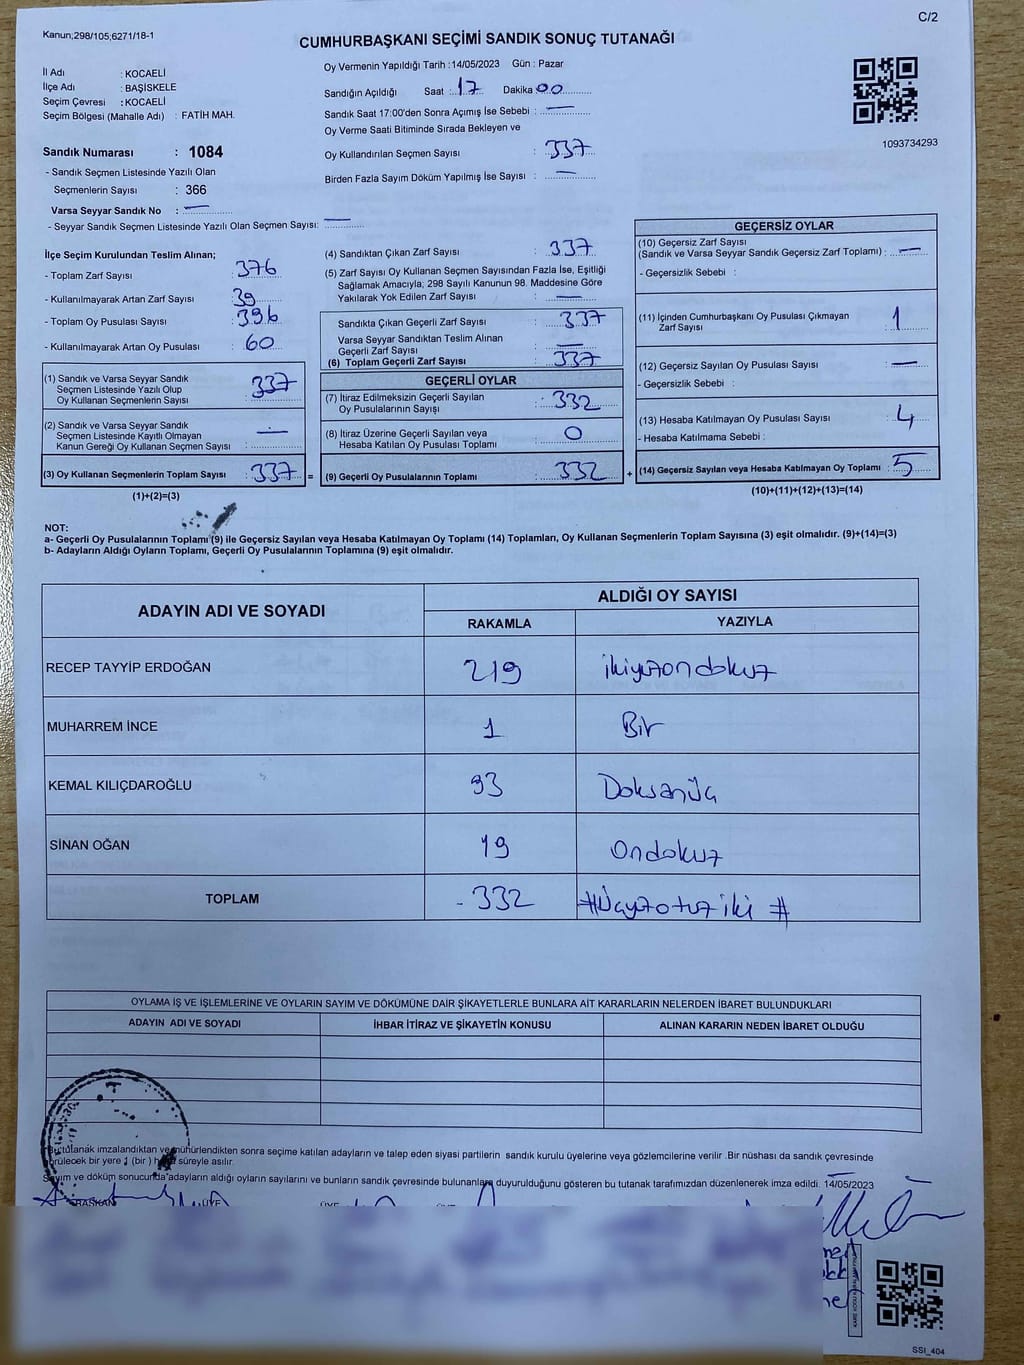 C/2
Kanun;298/105;6271/18-1
CUMHURBAŞKANI SEÇİMİ SANDIK SONUÇ TUTANAĞI
İl Adı : KOCAELİ
İlçe Adı : BAŞİSKELE
Seçim Çevresi : KOCAELİ
Seçim Bölgesi (Mahalle Adı) : FATİH MAH.
Sandık Numarası : 1084
- Sandık Seçmen Listesinde Yazılı Olan
Seçmenlerin Sayısı : 366
Varsa Seyyar Sandık No : —
- Seyyar Sandık Seçmen Listesinde Yazılı Olan Seçmen Sayısı: —
Oy Vermenin Yapıldığı Tarih :14/05/2023 Gün : Pazar
Sandığın Açıldığı Saat : 17 Dakika 00
Sandık Saat 17:00'den Sonra Açımış İse Sebebi : —
Oy Verme Saati Bitiminde Sırada Bekleyen ve
Oy Kullandırılan Seçmen Sayısı : 337
Birden Fazla Sayım Döküm Yapılmış İse Sayısı : —
1093734293
İlçe Seçim Kurulundan Teslim Alınan;
- Toplam Zarf Sayısı : 376
- Kullanılmayarak Artan Zarf Sayısı 39
- Toplam Oy Pusulası Sayısı : 396
- Kullanılmayarak Artan Oy Pusulası : 60
(1) Sandık ve Varsa Seyyar Sandık
Seçmen Listesinde Yazılı Olup
Oy Kullanan Seçmenlerin Sayısı : 337
(2) Sandık ve Varsa Seyyar Sandık
Seçmen Listesinde Kayıtlı Olmayan
Kanun Gereği Oy Kullanan Seçmen Sayısı : —
(3) Oy Kullanan Seçmenlerin Toplam Sayısı : 337 =
(1)+(2)=(3)
(4) Sandıktan Çıkan Zarf Sayısı : 337
(5) Zarf Sayısı Oy Kullanan Seçmen Sayısından Fazla İse, Eşitliği
Sağlamak Amacıyla; 298 Sayılı Kanunun 98. Maddesine Göre
Yakılarak Yok Edilen Zarf Sayısı : —
Sandıkta Çıkan Geçerli Zarf Sayısı : 337
Varsa Seyyar Sandıktan Teslim Alınan
Geçerli Zarf Sayısı : —
(6) Toplam Geçerli Zarf Sayısı : 337
GEÇERLİ OYLAR
(7) İtiraz Edilmeksizin Geçerli Sayılan
Oy Pusulalarının Sayışı : 332
(8) İtiraz Üzerine Geçerli Sayılan veya
Hesaba Katılan Oy Pusulası Toplamı : 0
(9) Geçerli Oy Pusulalarının Toplamı : 332 +
GEÇERSİZ OYLAR
(10) Geçersiz Zarf Sayısı
(Sandık ve Varsa Seyyar Sandık Geçersiz Zarf Toplamı) : —
- Geçersizlik Sebebi :
(11) İçinden Cumhurbaşkanı Oy Pusulası Çıkmayan
Zarf Sayısı : 1
(12) Geçersiz Sayılan Oy Pusulası Sayısı : —
- Geçersizlik Sebebi :
(13) Hesaba Katılmayan Oy Pusulası Sayısı : 4
- Hesaba Katılmama Sebebi :
(14) Geçersiz Sayılan veya Hesaba Katılmayan Oy Toplamı : 5
(10)+(11)+(12)+(13)=(14)
NOT:
a- Geçerli Oy Pusulalarının Toplamı (9) ile Geçersiz Sayılan veya Hesaba Katılmayan Oy Toplamı (14) Toplamları, Oy Kullanan Seçmenlerin Toplam Sayısına (3) eşit olmalıdır. (9)+(14)=(3)
b- Adayların Aldığı Oyların Toplamı, Geçerli Oy Pusulalarının Toplamına (9) eşit olmalıdır.
ADAYIN ADI VE SOYADI ALDIĞI OY SAYISI
RAKAMLA YAZIYLA
RECEP TAYYİP ERDOĞAN 219 ikiyüzondokuz
MUHARREM İNCE 1 Bir
KEMAL KILIÇDAROĞLU 93 Doksanüç
SİNAN OĞAN 19 Ondokuz
TOPLAM 332 #Üçyüzotuziki #
OYLAMA İŞ VE İŞLEMLERİNE VE OYLARIN SAYIM VE DÖKÜMÜNE DAİR ŞİKAYETLERLE BUNLARA AİT KARARLARIN NELERDEN İBARET BULUNDUKLARI
ADAYIN ADI VE SOYADI İHBAR İTİRAZ VE ŞİKAYETİN KONUSU ALINAN KARARIN NEDEN İBARET OLDUĞU
Bu tutanak imzalandıktan ve mühürlendikten sonra seçime katılan adayların ve talep eden siyasi partilerin sandık kurulu üyelerine veya gözlemcilerine verilir .Bir nüshası da sandık çevresinde
görülecek bir yere 1 (bir ) hafta süreyle asılır.
Sayım ve döküm sonucunda adayların aldığı oyların sayılarını ve bunların sandık çevresinde bulunanlara duyurulduğunu gösteren bu tutanak tarafımızdan düzenlenerek imza edildi. 14/05/2023
BAŞKAN ÜYE
SSI_404